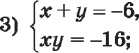 3) { x + y = –6,
xy = –16;